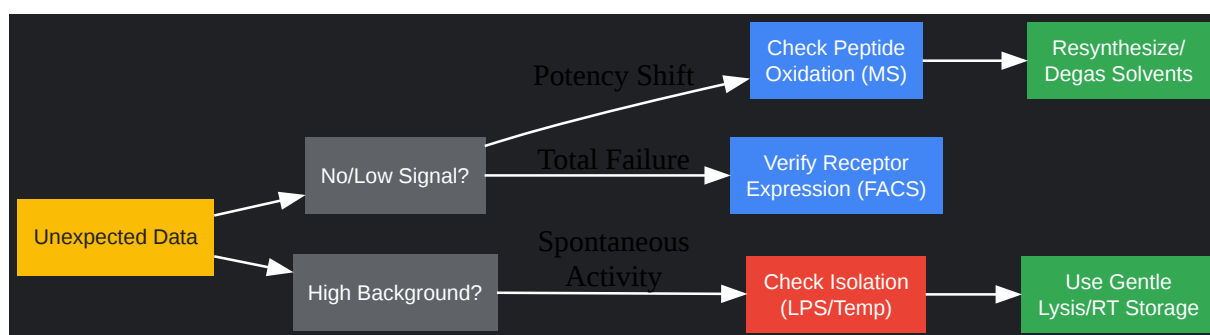 Unexpected Data
No/Low Signal?
High Background?
Potency Shift
Total Failure
Spontaneous
Activity
Check Peptide
Oxidation (MS)
Verify Receptor
Expression (FACS)
Check Isolation
(LPS/Temp)
Resynthesize/
Degas Solvents
Use Gentle
Lysis/RT Storage